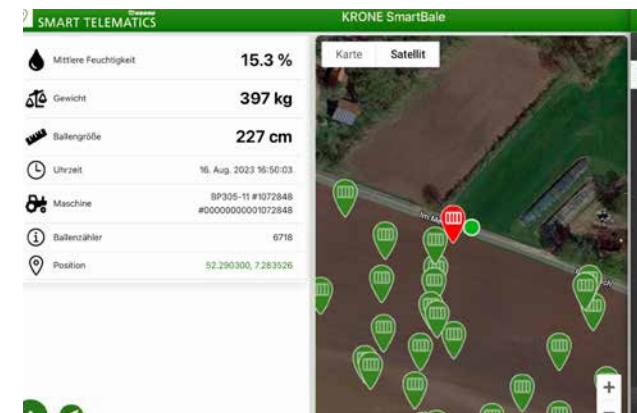 SMART TELEMATICS
KRONE SmartBale
Mittlere Feuchtigkeit 15.3 %
Gewicht 397 kg
Ballengröße 227 cm
Uhrzeit 16. Aug. 2023 16:50:03
Maschine BP305-11 #1072848
#00000000001072848
Ballenzähler 6718
Position 52.290300, 7.283526
Karte Satellit